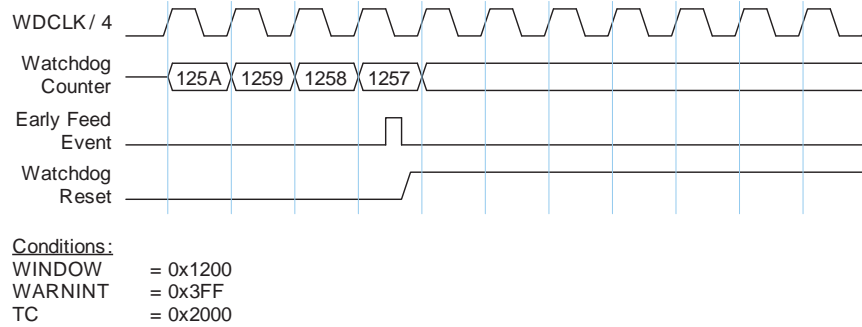 WDCLK / 4
Watchdog
Counter
125A 1259 1258 1257
Early Feed
Event
Watchdog
Reset
Conditions:
WINDOW = 0x1200
WARNINT = 0x3FF
TC = 0x2000